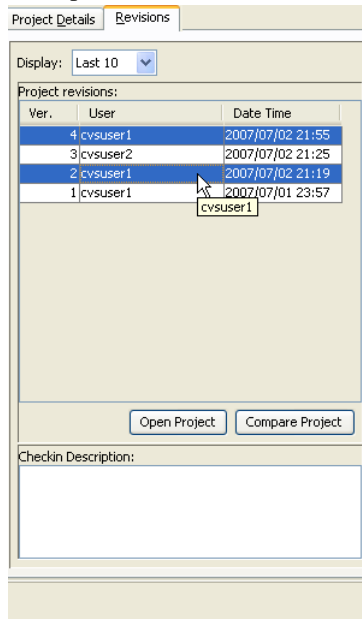 Project Details Revisions
Display: Last 10
Project revisions:
Ver. User Date Time
4 cvsuser1 2007/07/02 21:55
3 cvsuser2 2007/07/02 21:25
2 cvsuser1 2007/07/02 21:19
1 cvsuser1 2007/07/01 23:57
cvsuser1
Open Project Compare Project
Checkin Description: